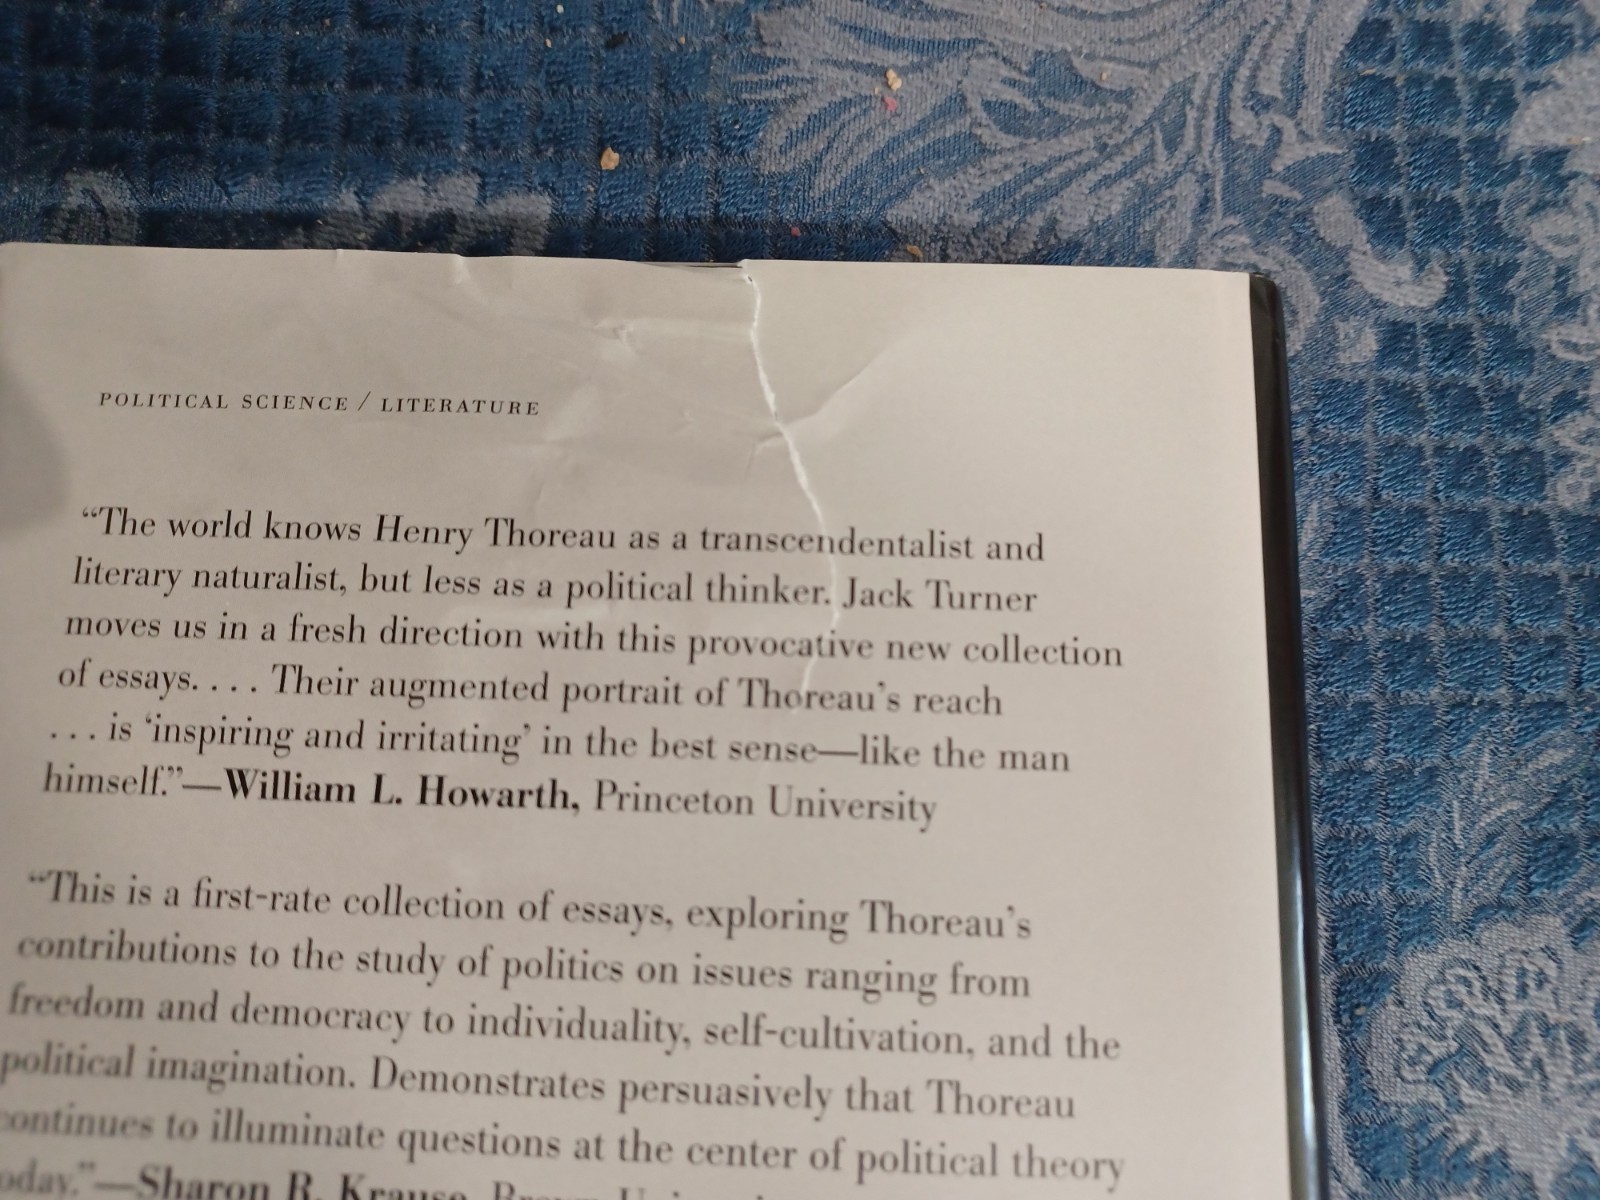 POLITICAL SCIENCE / LITERATURE
“The world knows Henry Thoreau as a transcendentalist and
literary naturalist, but less as a political thinker. Jack Turner
moves us in a fresh direction with this provocative new collection
of essays. . . . Their augmented portrait of Thoreau’s reach
. . . is ‘inspiring and irritating’ in the best sense—like the man
himself.”—William L. Howarth, Princeton University
“This is a first-rate collection of essays, exploring Thoreau’s
contributions to the study of politics on issues ranging from
freedom and democracy to individuality, self-cultivation, and the
political imagination. Demonstrates persuasively that Thoreau
continues to illuminate questions at the center of political theory
oday.”—Sharon R. Krause,